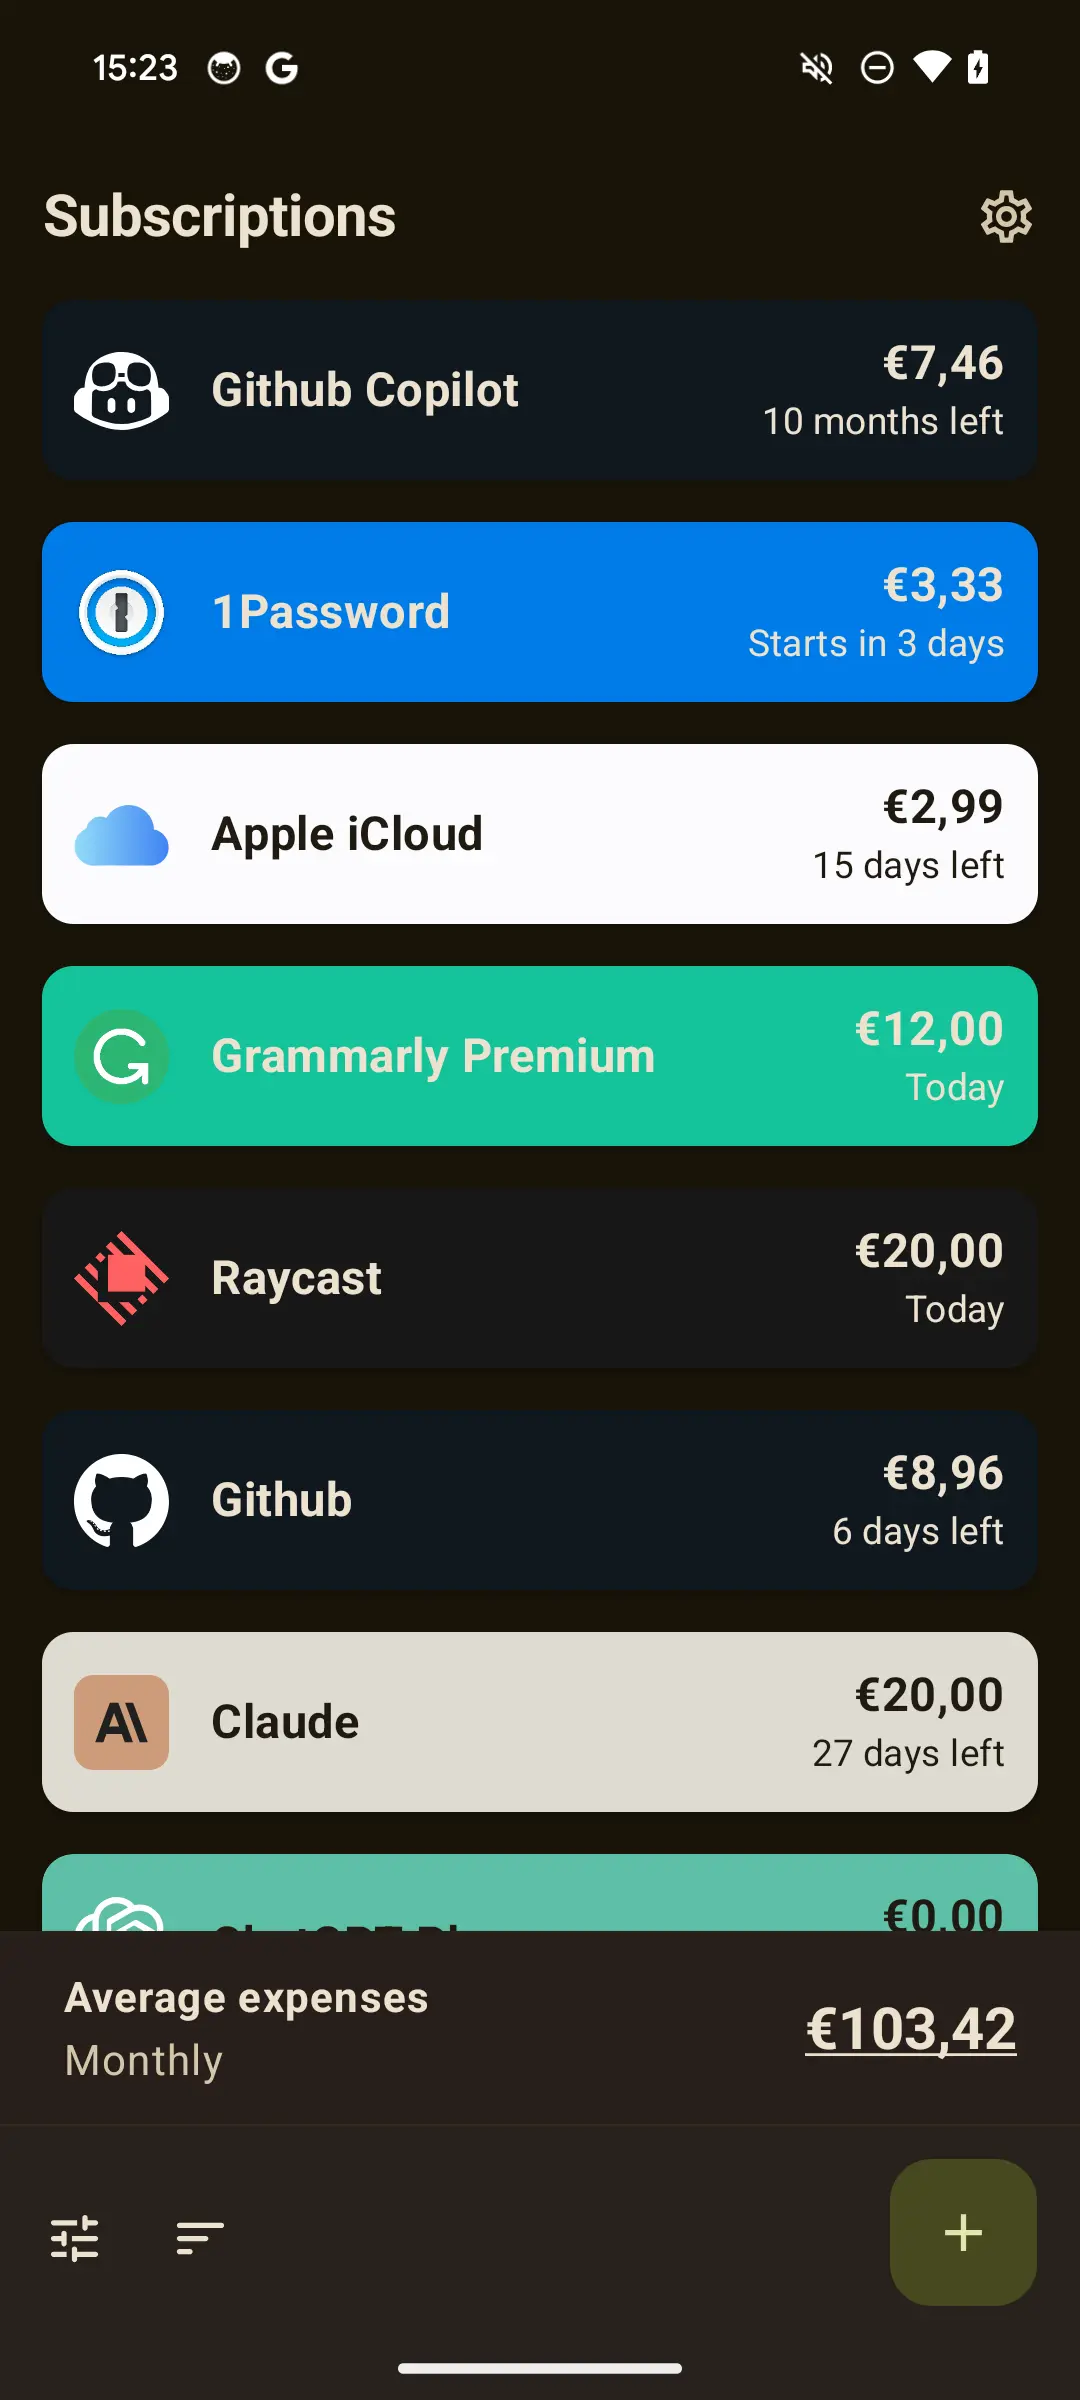 15:23
Subscriptions
Github Copilot
€7,46
10 months left
1Password
€3,33
Starts in 3 days
Apple iCloud
€2,99
15 days left
Grammarly Premium
€12,00
Today
Raycast
€20,00
Today
Github
€8,96
6 days left
Claude
€20,00
27 days left
€0,00
Average expenses
Monthly
€103,42